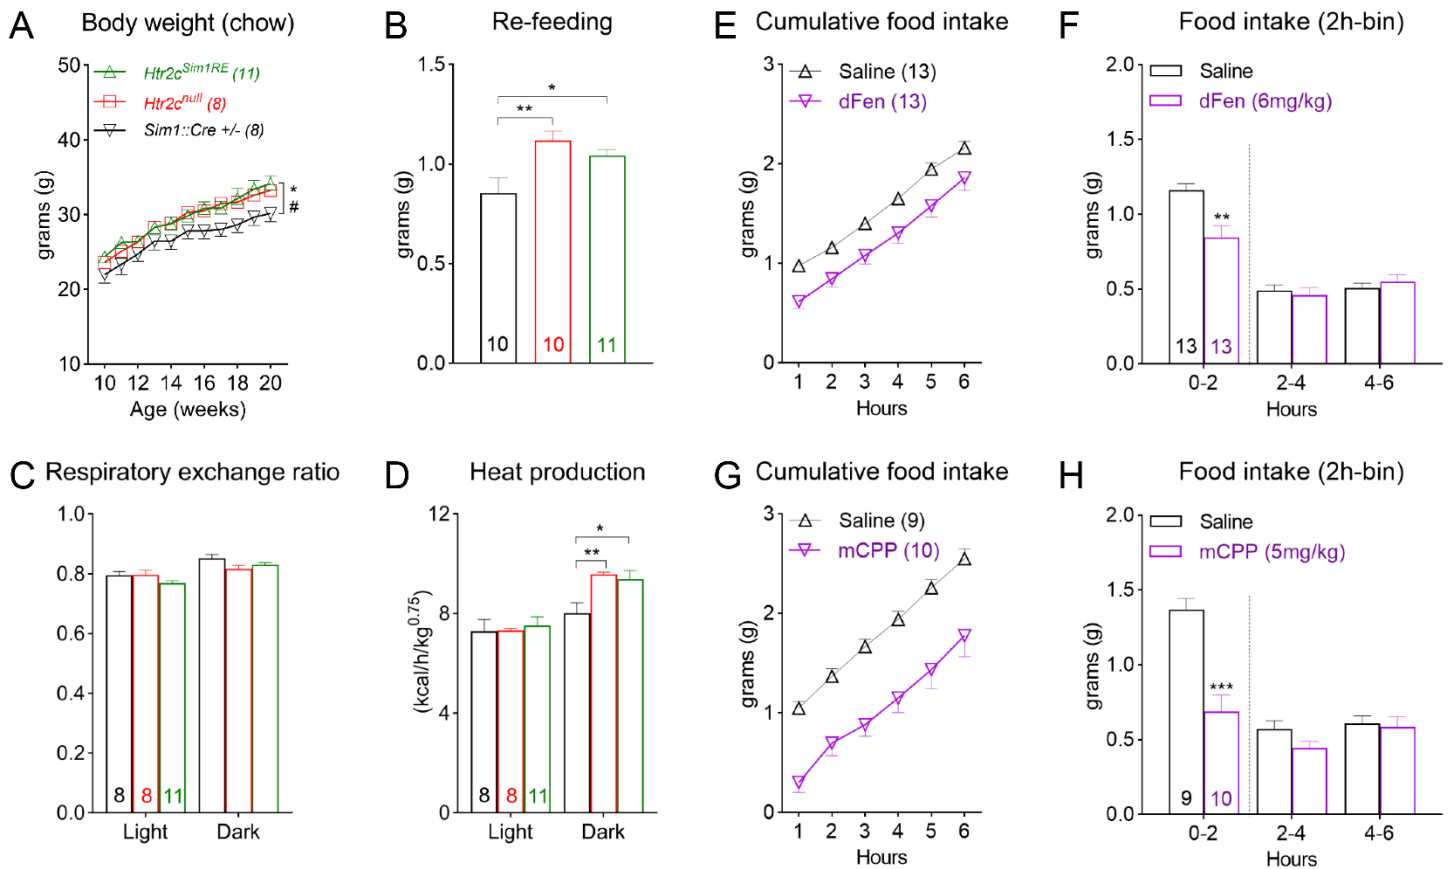 A Body weight (chow)
50
40
30
20
10
grams (g)
Htr2c^Sim1RE (11)
Htr2c^null (8)
Sim1::Cre +/- (8)
*
#
10 12 14 16 18 20
Age (weeks)
B Re-feeding
1.5
1.0
0.5
0.0
grams (g)
*
**
10 10 11
E Cumulative food intake
3
2
1
0
grams (g)
Saline (13)
dFen (13)
1 2 3 4 5 6
Hours
F Food intake (2h-bin)
2.0
1.5
1.0
0.5
0.0
grams (g)
Saline
dFen (6mg/kg)
**
13 13
0-2 2-4 4-6
Hours
C Respiratory exchange ratio
1.0
0.8
0.6
0.4
0.2
0.0
8 8 11
Light Dark
D Heat production
12
8
4
0
(kcal/h/kg^0.75)
*
**
8 8 11
Light Dark
G Cumulative food intake
3
2
1
0
grams (g)
Saline (9)
mCPP (10)
1 2 3 4 5 6
Hours
H Food intake (2h-bin)
2.0
1.5
1.0
0.5
0.0
grams (g)
Saline
mCPP (5mg/kg)
***
9 10
0-2 2-4 4-6
Hours